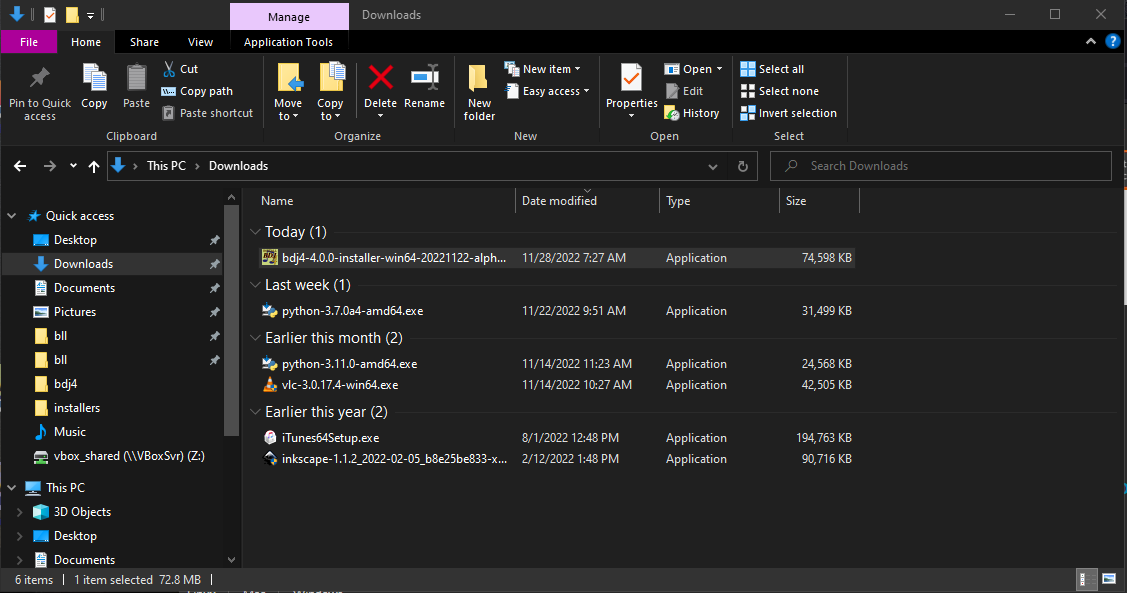 Manage Downloads
File Home Share View Application Tools
Pin to Quick access
Copy
Paste
Cut
Copy path
Paste shortcut
Clipboard
Move to
Copy to
Delete
Rename
Organize
New folder
New item
Easy access
New
Properties
Open
Edit
History
Open
Select all
Select none
Invert selection
Select
This PC > Downloads
Search Downloads
Quick access
Desktop
Downloads
Documents
Pictures
bll
bll
bdj4
installers
Music
vbox_shared (\\VBoxSvr) (Z:)
This PC
3D Objects
Desktop
Documents
Name Date modified Type Size
Today (1)
bdj4-4.0.0-installer-win64-20221122-alph... 11/28/2022 7:27 AM Application 74,598 KB
Last week (1)
python-3.7.0a4-amd64.exe 11/22/2022 9:51 AM Application 31,499 KB
Earlier this month (2)
python-3.11.0-amd64.exe 11/14/2022 11:23 AM Application 24,568 KB
vlc-3.0.17.4-win64.exe 11/14/2022 10:27 AM Application 42,505 KB
Earlier this year (2)
iTunes64Setup.exe 8/1/2022 12:48 PM Application 194,763 KB
inkscape-1.1.2_2022-02-05_b8e25be833-x... 2/12/2022 1:48 PM Application 90,716 KB
6 items 1 item selected 72.8 MB